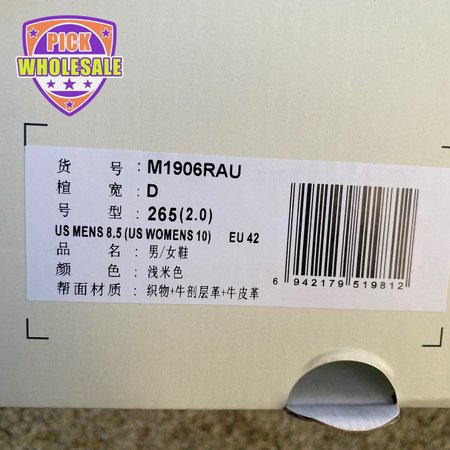 PICK
WHOLESALE
货 号 : M1906RAU
楦 宽 : D
号 型 : 265(2.0)
US MENS 8.5 (US WOMENS 10) EU 42
品 名 : 男/女鞋
颜 色 : 浅米色
帮面材质 : 织物+牛剖层革+牛皮革
6 942179 519812